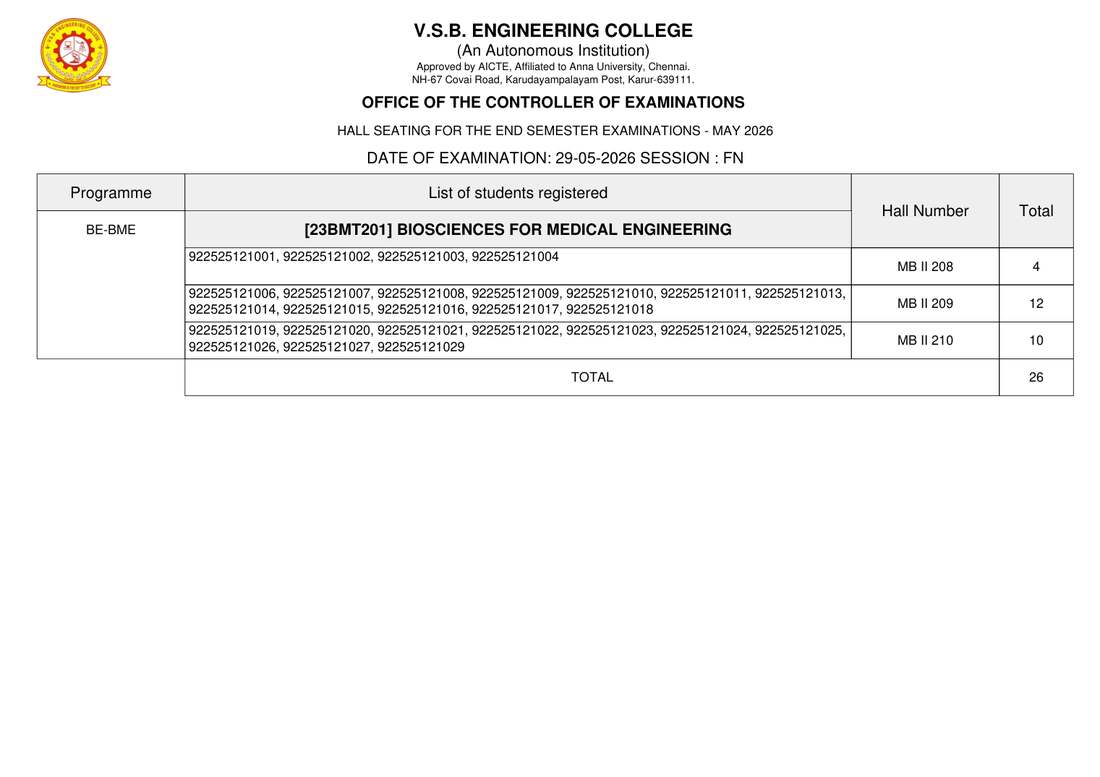 V.S.B. ENGINEERING COLLEGE
(An Autonomous Institution)
Approved by AICTE, Affiliated to Anna University, Chennai.
NH-67 Covai Road, Karudayampalayam Post, Karur-639111.
OFFICE OF THE CONTROLLER OF EXAMINATIONS
HALL SEATING FOR THE END SEMESTER EXAMINATIONS - MAY 2026
DATE OF EXAMINATION: 29-05-2026 SESSION : FN
Programme List of students registered Hall Number Total
BE-BME [23BMT201] BIOSCIENCES FOR MEDICAL ENGINEERING
922525121001, 922525121002, 922525121003, 922525121004
MB II 208 4
922525121006, 922525121007, 922525121008, 922525121009, 922525121010, 922525121011, 922525121013,
922525121014, 922525121015, 922525121016, 922525121017, 922525121018
MB II 209 12
922525121019, 922525121020, 922525121021, 922525121022, 922525121023, 922525121024, 922525121025,
922525121026, 922525121027, 922525121029
MB II 210 10
TOTAL 26